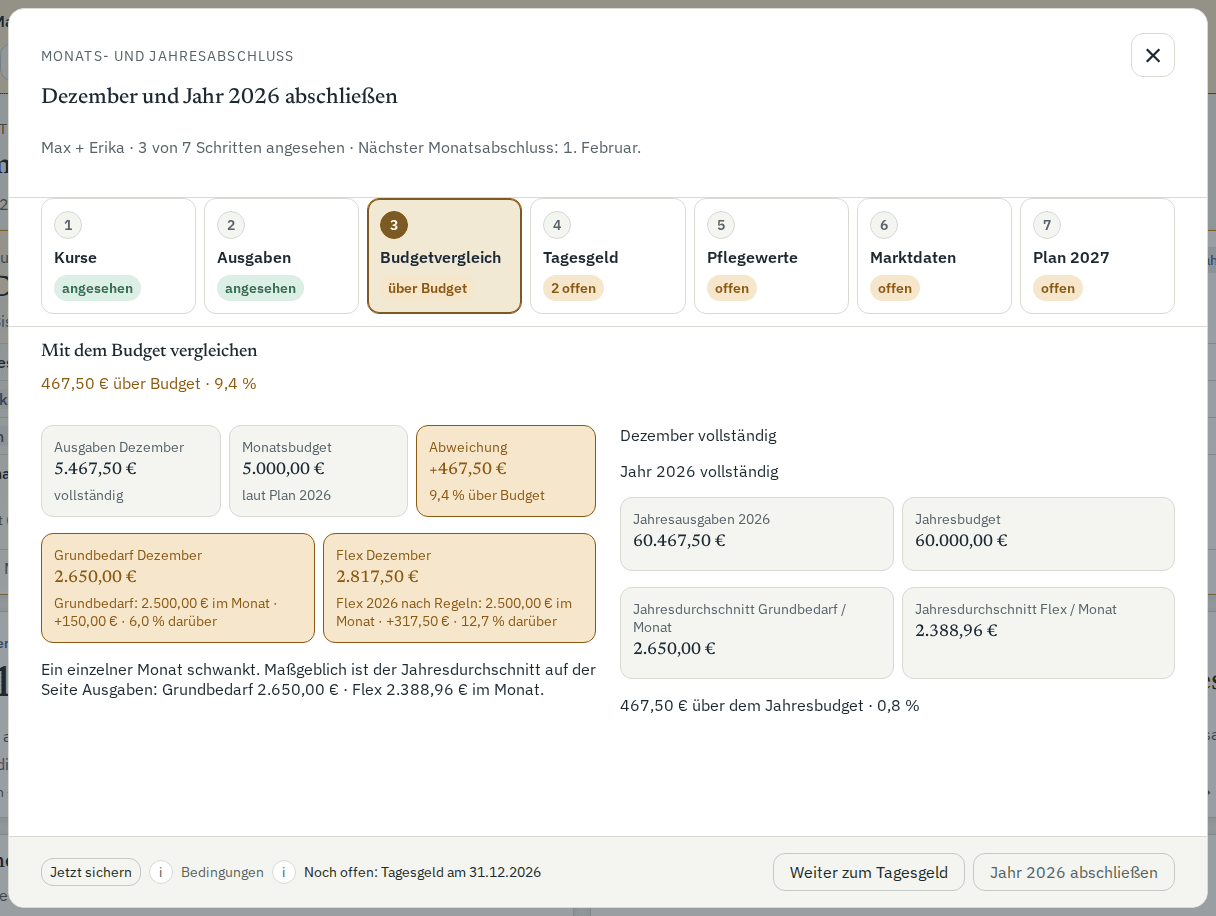 MONATS- UND JAHRESABSCHLUSS
Dezember und Jahr 2026 abschließen
Max + Erika · 3 von 7 Schritten angesehen · Nächster Monatsabschluss: 1. Februar.
1
Kurse
angesehen
2
Ausgaben
angesehen
3
Budgetvergleich
über Budget
4
Tagesgeld
2 offen
5
Pflegewerte
offen
6
Marktdaten
offen
7
Plan 2027
offen
Mit dem Budget vergleichen
467,50 € über Budget · 9,4 %
Ausgaben Dezember
5.467,50 €
vollständig
Monatsbudget
5.000,00 €
laut Plan 2026
Abweichung
+467,50 €
9,4 % über Budget
Grundbedarf Dezember
2.650,00 €
Grundbedarf: 2.500,00 € im Monat ·
+150,00 € · 6,0 % darüber
Flex Dezember
2.817,50 €
Flex 2026 nach Regeln: 2.500,00 € im
Monat · +317,50 € · 12,7 % darüber
Ein einzelner Monat schwankt. Maßgeblich ist der Jahresdurchschnitt auf der
Seite Ausgaben: Grundbedarf 2.650,00 € · Flex 2.388,96 € im Monat.
Dezember vollständig
Jahr 2026 vollständig
Jahresausgaben 2026
60.467,50 €
Jahresbudget
60.000,00 €
Jahresdurchschnitt Grundbedarf /
Monat
2.650,00 €
Jahresdurchschnitt Flex / Monat
2.388,96 €
467,50 € über dem Jahresbudget · 0,8 %
Jetzt sichern
i
Bedingungen
i
Noch offen: Tagesgeld am 31.12.2026
Weiter zum Tagesgeld
Jahr 2026 abschließen